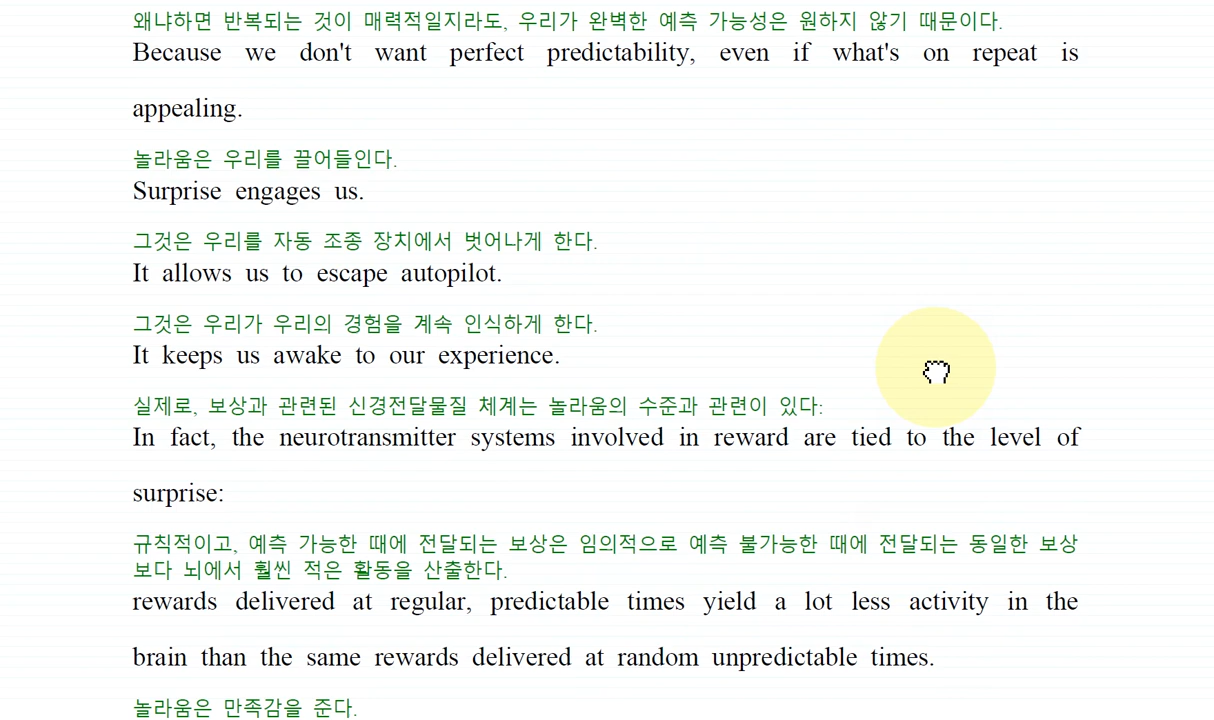 왜냐하면 반복되는 것이 매력적일지라도, 우리가 완벽한 예측 가능성은 원하지 않기 때문이다.
Because we don't want perfect predictability, even if what's on repeat is
appealing.
놀라움은 우리를 끌어들인다.
Surprise engages us.
그것은 우리를 자동 조종 장치에서 벗어나게 한다.
It allows us to escape autopilot.
그것은 우리가 우리의 경험을 계속 인식하게 한다.
It keeps us awake to our experience.
실제로, 보상과 관련된 신경전달물질 체계는 놀라움의 수준과 관련이 있다:
In fact, the neurotransmitter systems involved in reward are tied to the level of
surprise:
규칙적이고, 예측 가능한 때에 전달되는 보상은 임의적으로 예측 불가능한 때에 전달되는 동일한 보상
보다 뇌에서 훨씬 적은 활동을 산출한다.
rewards delivered at regular, predictable times yield a lot less activity in the
brain than the same rewards delivered at random unpredictable times.
놀라움은 만족감을 준다.